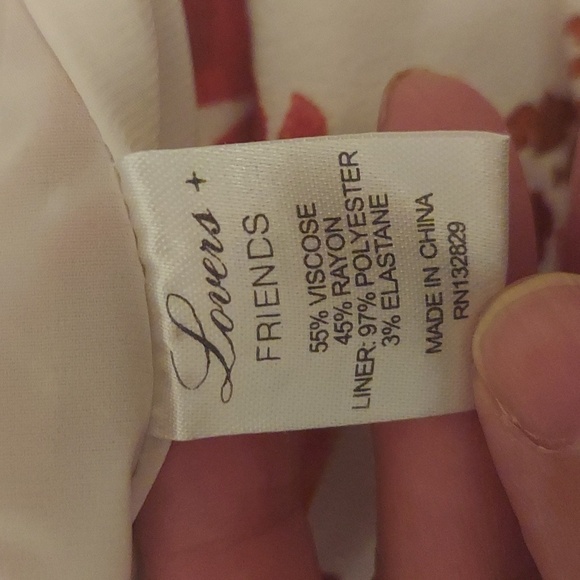 Lovers +
FRIENDS
55% VISCOSE
45% RAYON
LINER: 97% POLYESTER
3% ELASTANE
MADE IN CHINA
RN132829